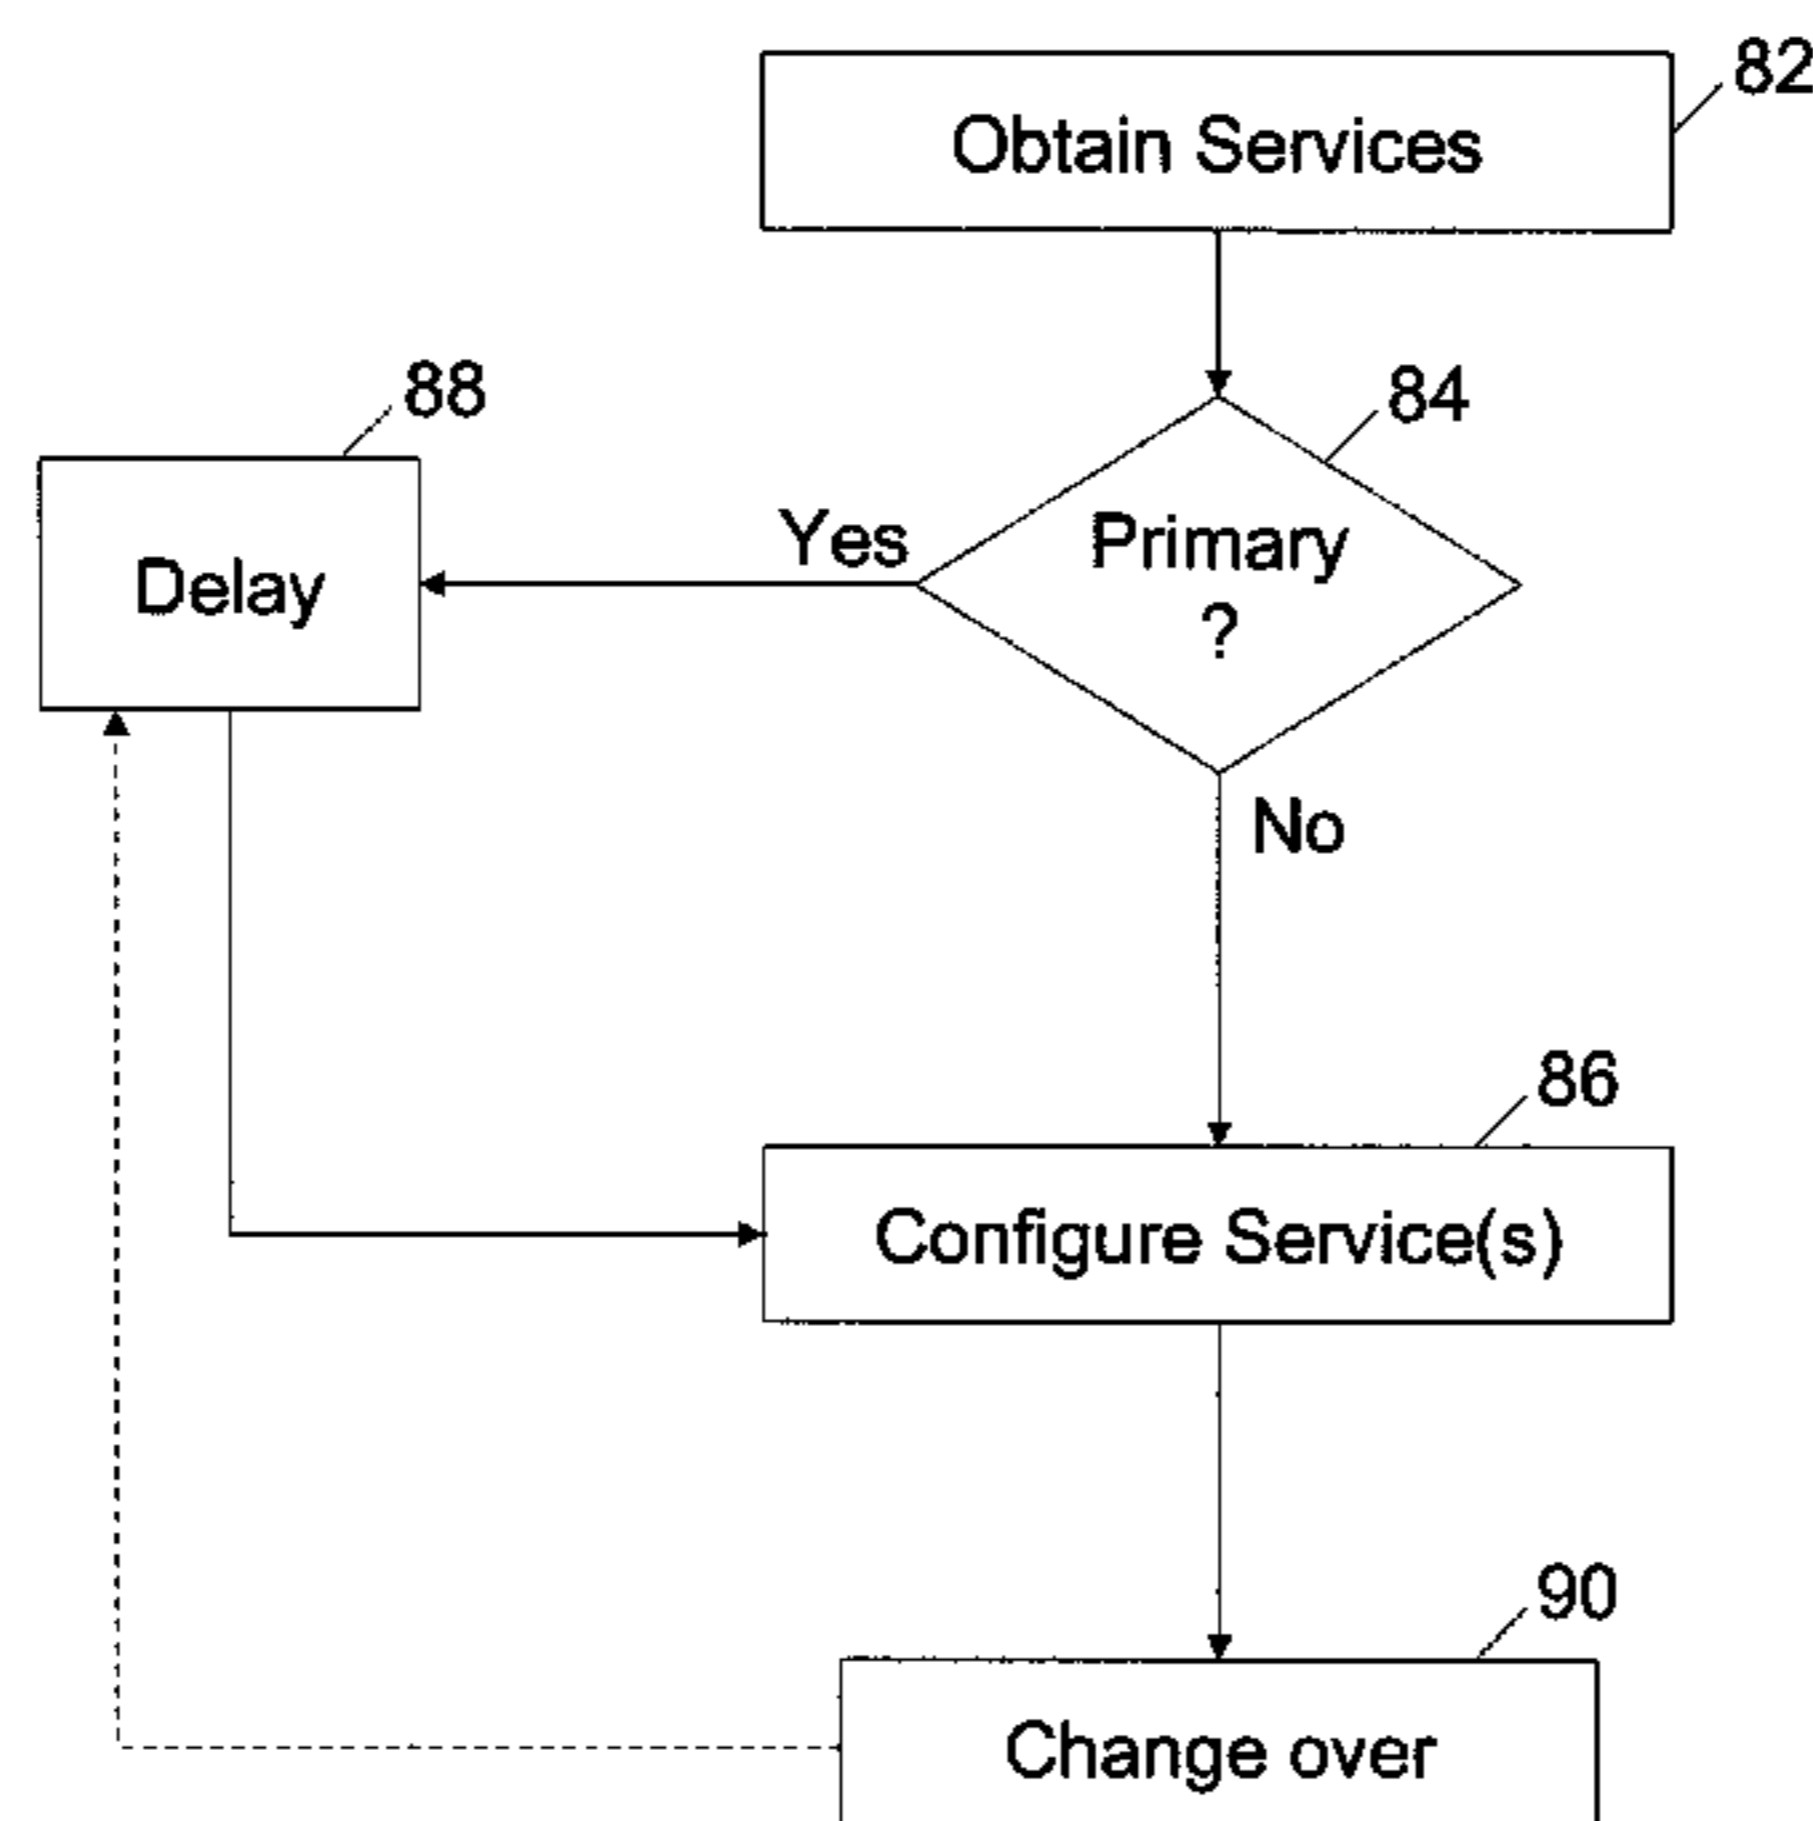 82
Obtain Services
88
84
Yes
Primary
?
Delay
No
86
Configure Service(s)
90
Change over